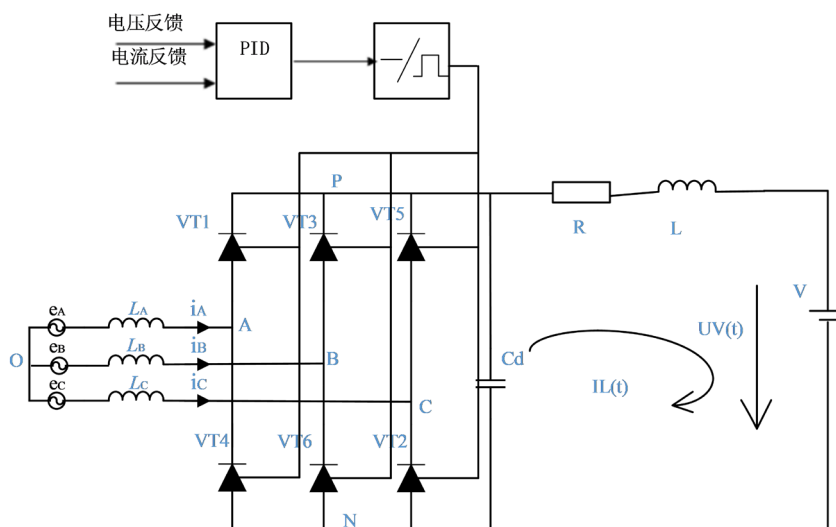 电压反馈
电流反馈
PID
P
VT1
VT3
VT5
R
L
V
UV(t)
eA
LA
iA
A
O
eB
LB
iB
B
Cd
eC
LC
iC
C
IL(t)
VT4
VT6
VT2
N